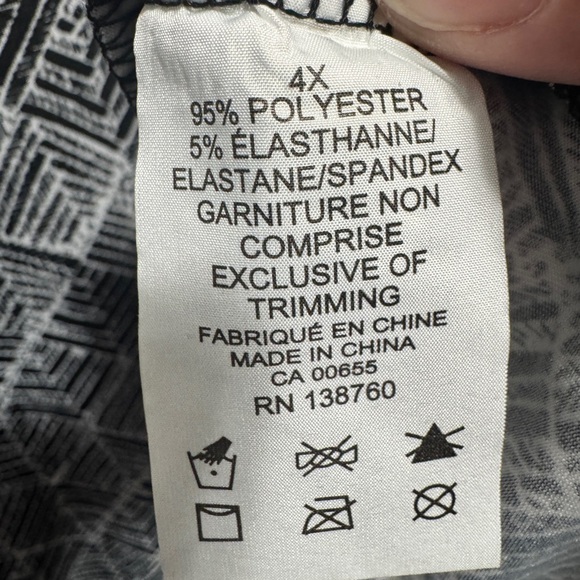 4X
95% POLYESTER
5% ÉLASTHANNE/
ELASTANE/SPANDEX
GARNITURE NON
COMPRISE
EXCLUSIVE OF
TRIMMING
FABRIQUÉ EN CHINE
MADE IN CHINA
CA 00655
RN 138760